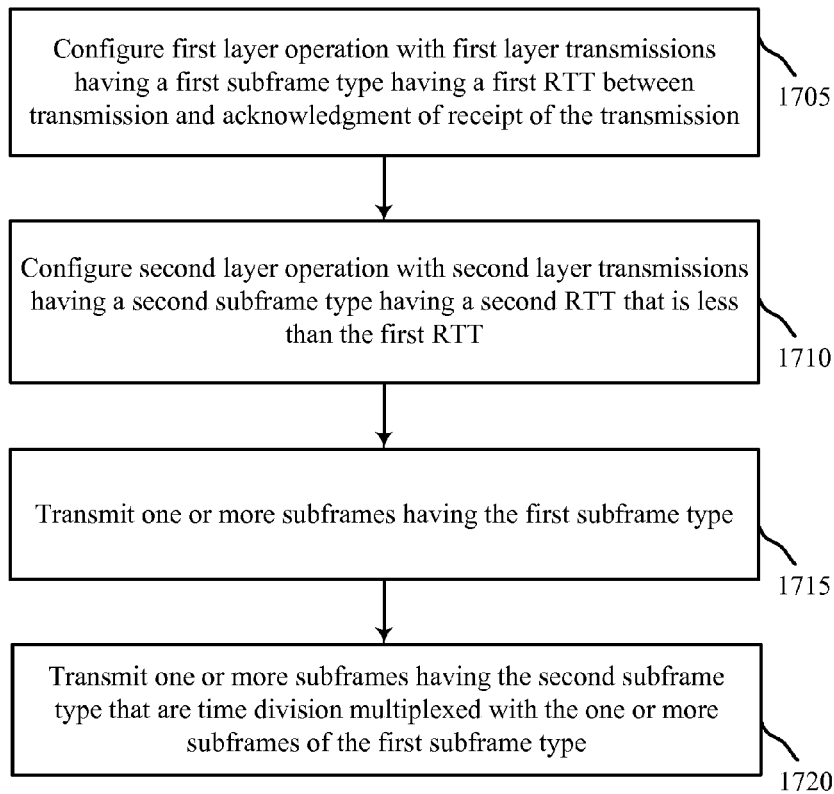 Configure first layer operation with first layer transmissions
having a first subframe type having a first RTT between
transmission and acknowledgment of receipt of the transmission
1705
Configure second layer operation with second layer transmissions
having a second subframe type having a second RTT that is less
than the first RTT
1710
Transmit one or more subframes having the first subframe type
1715
Transmit one or more subframes having the second subframe
type that are time division multiplexed with the one or more
subframes of the first subframe type
1720